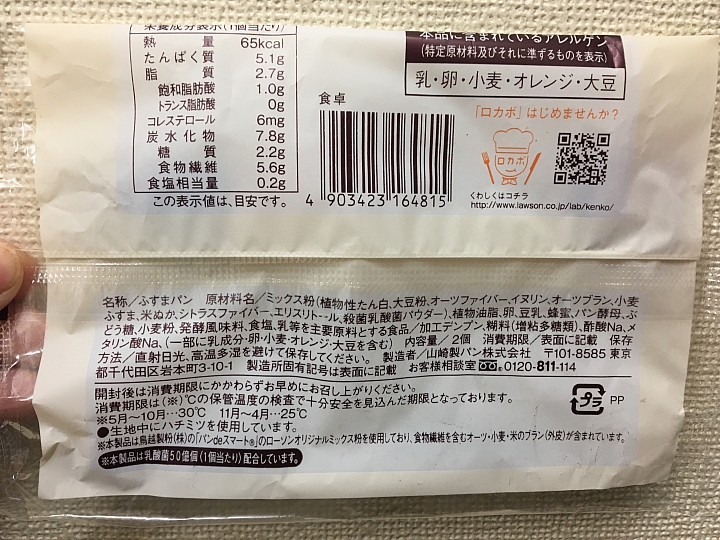 栄養成分表示(1個当たり)
熱量 65kcal
たんぱく質 5.1g
脂質 2.7g
飽和脂肪酸 1.0g
トランス脂肪酸 0g
コレステロール 6mg
炭水化物 7.8g
糖質 2.2g
食物繊維 5.6g
食塩相当量 0.2g
この表示値は、目安です。
本品に含まれているアレルゲン
(特定原材料及びそれに準ずるものを表示)
乳・卵・小麦・オレンジ・大豆
食卓
4 903423 164815
「ロカボ」はじめませんか?
ロカボ
くわしくはコチラ
http://www.lawson.co.jp/lab/kenko/
名称/ふすまパン 原材料名/ミックス粉(植物性たん白、大豆粉、オーツファイバー、イヌリン、オーツブラン、小麦
ふすま、米ぬか、シトラスファイバー、エリスリトール、殺菌乳酸菌パウダー)、植物油脂、卵、豆乳、蜂蜜、パン酵母、ぶ
どう糖、小麦粉、発酵風味料、食塩、乳等を主要原料とする食品/加工デンプン、糊料(増粘多糖類)、酢酸Na、メ
タリン酸Na、(一部に乳成分・卵・小麦・オレンジ・大豆を含む) 内容量/2個 消費期限/表面に記載 保存
方法/直射日光、高温多湿を避けて保存してください。 製造者/山崎製パン株式会社 〒101-8585 東京
都千代田区岩本町3-10-1 製造所固有記号は表面に記載 お客様相談室 0120-811-114
開封後は消費期限にかかわらずお早めにお召し上がりください。
消費期限は(※)℃の保管温度の検査で十分安全を見込んだ期限となっております。
※5月〜10月…30℃ 11月〜4月…25℃
●生地中にハチミツを使用しています。
※本製品は鳥越製粉(株)の「パンdeスマート®」のローソンオリジナルミックス粉を使用しており、食物繊維を含むオーツ・小麦・米のブラン(外皮)が含まれています。
※本製品は乳酸菌50億個(1個当たり)配合しています。
プラ PP